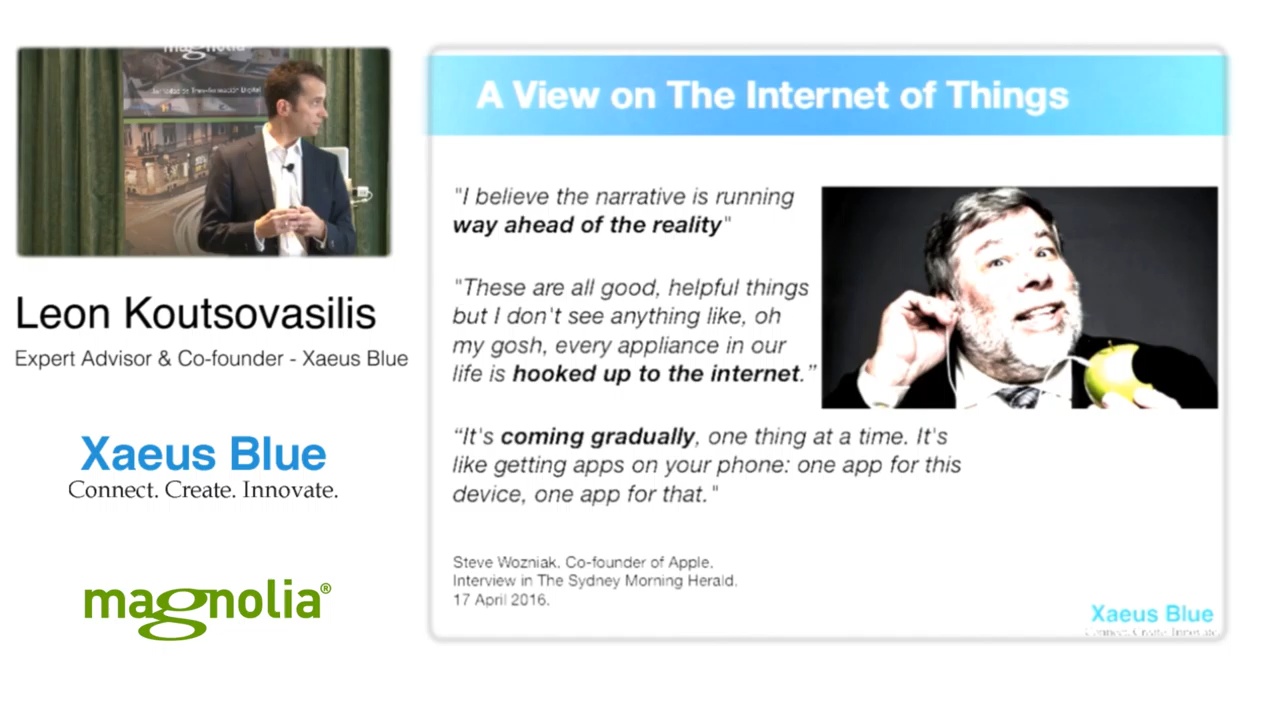 magnolia
Leon Koutsovasilis
Expert Advisor & Co-founder - Xaeus Blue
Xaeus Blue
Connect. Create. Innovate.
magnolia®
A View on The Internet of Things
"I believe the narrative is running
way ahead of the reality"
"These are all good, helpful things
but I don't see anything like, oh
my gosh, every appliance in our
life is hooked up to the internet.”
“It's coming gradually, one thing at a time. It's
like getting apps on your phone: one app for this
device, one app for that."
Steve Wozniak. Co-founder of Apple.
Interview in The Sydney Morning Herald.
17 April 2016.
Xaeus Blue
Connect. Create. Innovate.